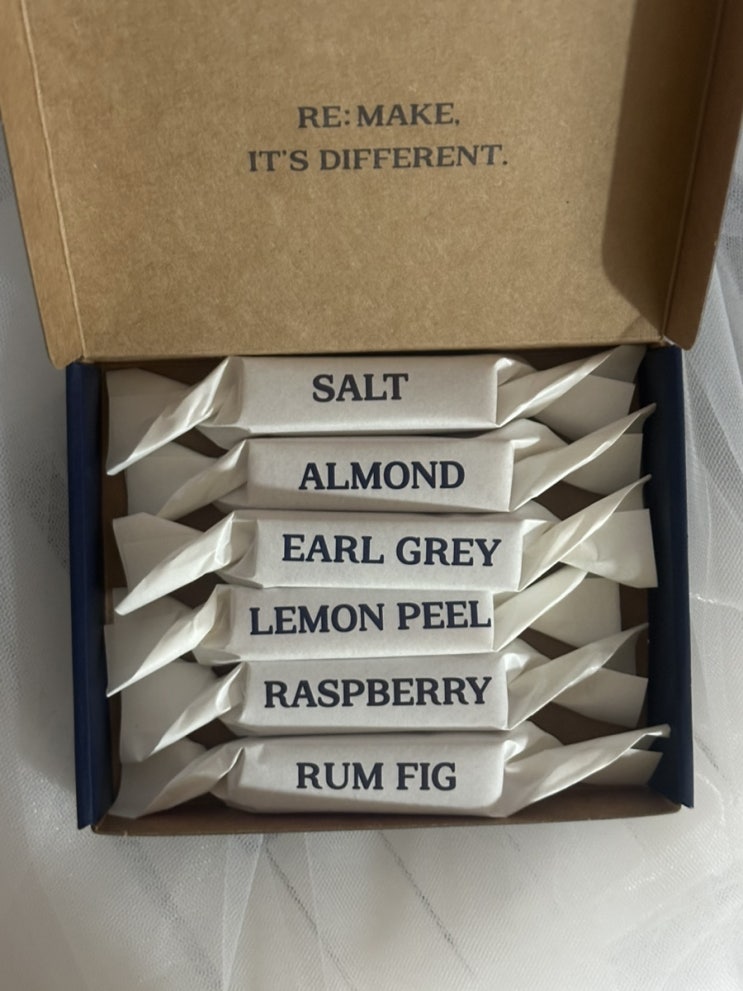 RE:MAKE,
IT'S DIFFERENT.
SALT
ALMOND
EARL GREY
LEMON PEEL
RASPBERRY
RUM FIG